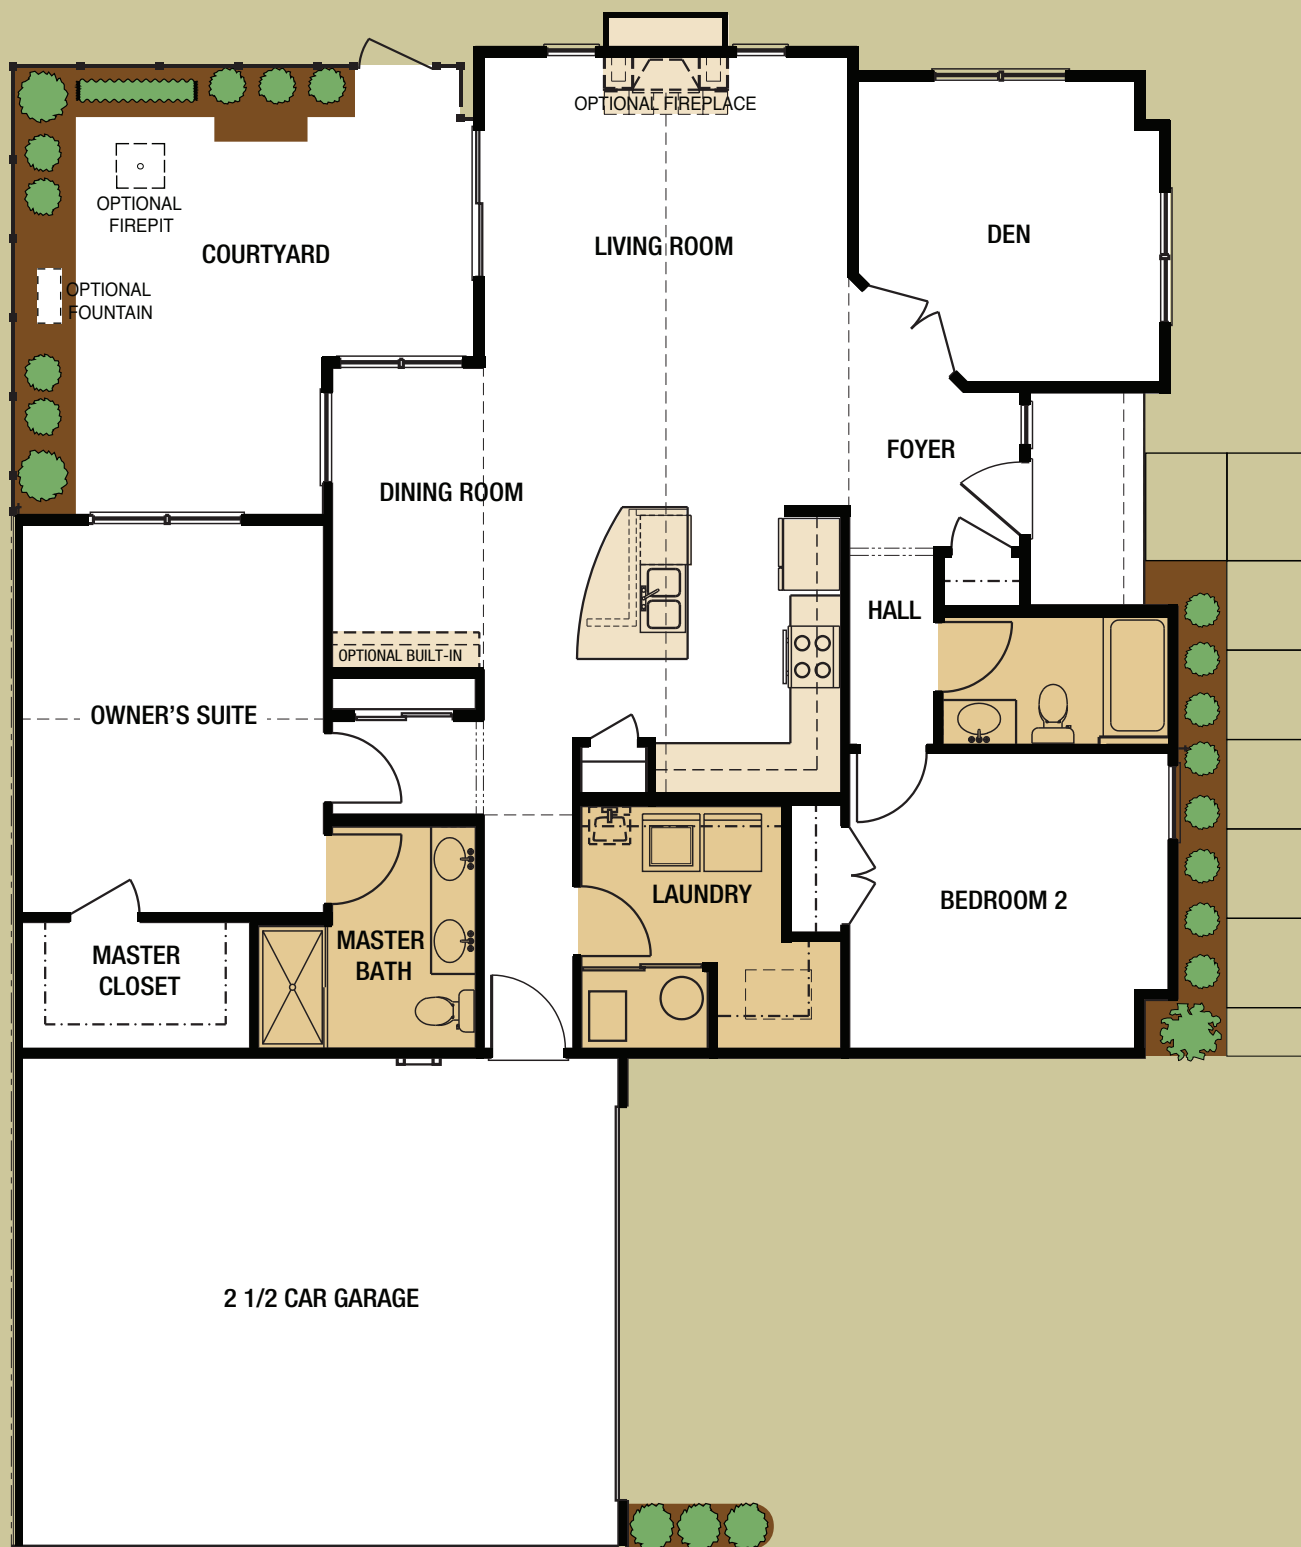 OPTIONAL FIREPLACE
OPTIONAL
FIREPIT
COURTYARD
LIVING ROOM
DEN
OPTIONAL
FOUNTAIN
FOYER
DINING ROOM
HALL
OPTIONAL BUILT-IN
OWNER'S SUITE
LAUNDRY
BEDROOM 2
MASTER
BATH
MASTER
CLOSET
2 1/2 CAR GARAGE